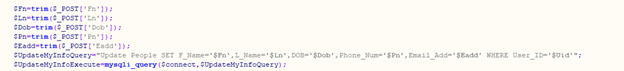 $Fn=trim($_POST['Fn']);
$Ln=trim($_POST['Ln']);
$Dob=trim($_POST['Dob']);
$Pn=trim($_POST['Pn']);
$Eadd=trim($_POST['Eadd']);
$UpdateMyInfoQuery="Update People SET F_Name='$Fn',L_Name='$Ln',DOB='$Dob',Phone_Num='$Pn',Email_Add='$Eadd' WHERE User_ID='$Uid'";
$UpdateMyInfoExecute=mysqli_query($connect,$UpdateMyInfoQuery);